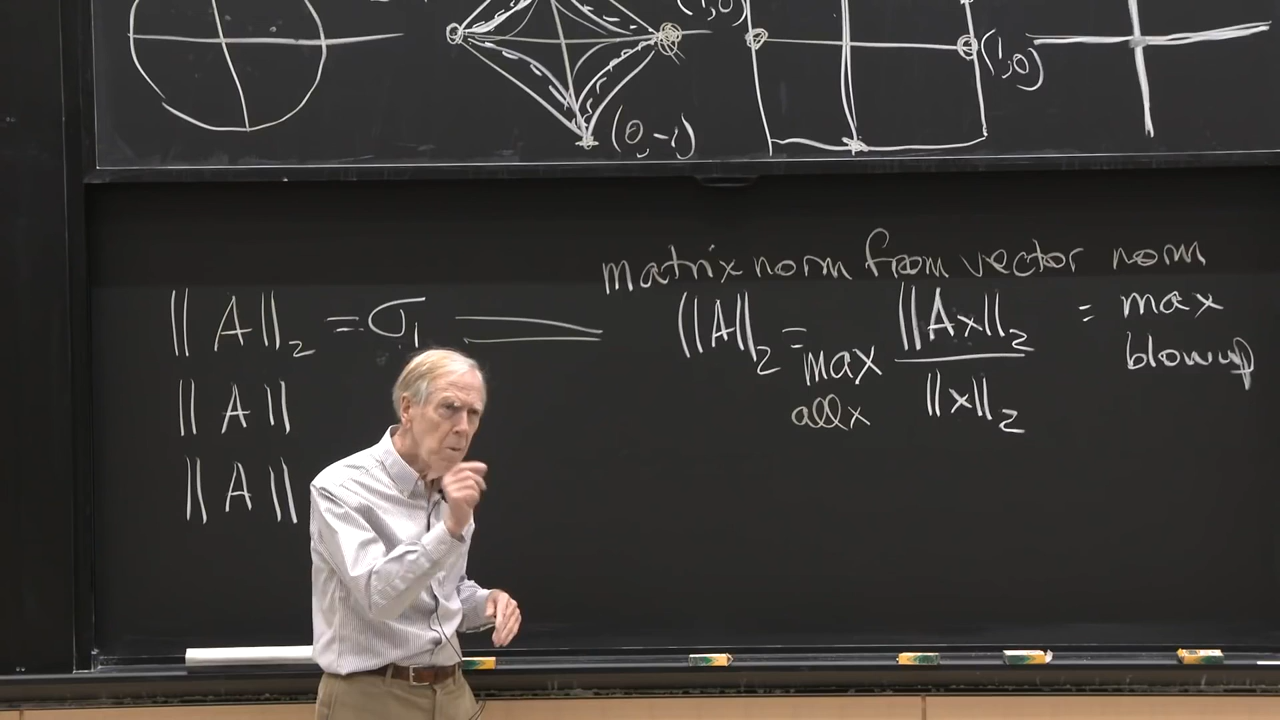 (1,0)
(1,0)
(0,-1)
matrix norm from vector norm
||A||₂ = σ₁
||A||₂ = max all x ||Ax||₂ / ||x||₂ = max blowup
||A||
||A||